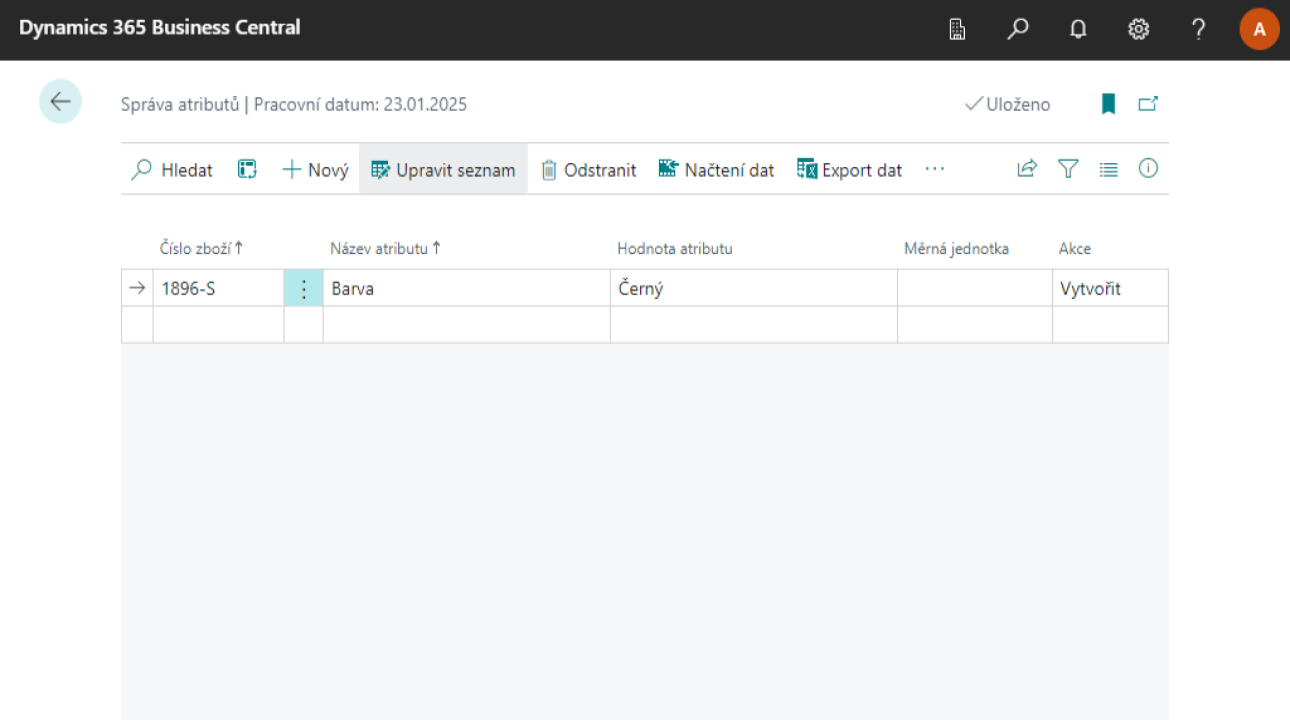 Dynamics 365 Business Central
A
Správa atributů | Pracovní datum: 23.01.2025
Uloženo
Hledat Nový Upravit seznam Odstranit Načtení dat Export dat ···
Číslo zboží↑ Název atributu ↑ Hodnota atributu Měrná jednotka Akce
→ 1896-S ⋮ Barva Černý Vytvořit